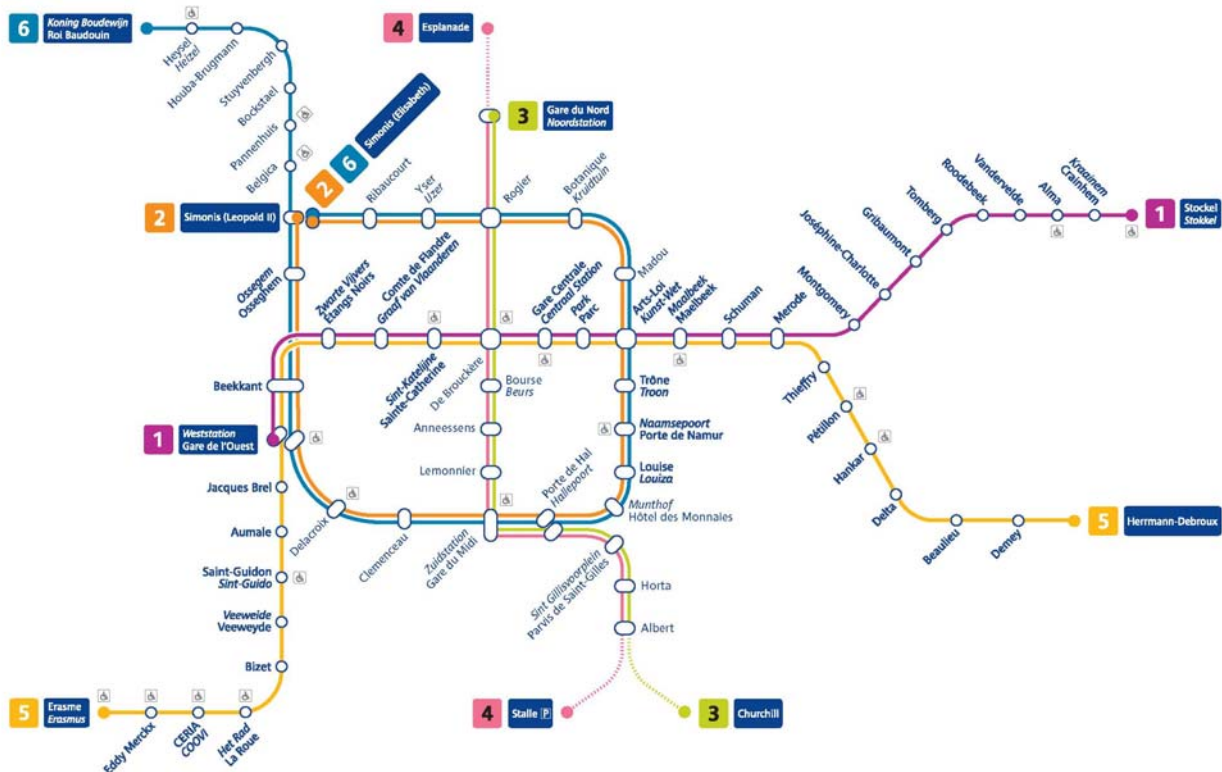 6
Koning Boudewijn
Roi Baudouin
Heysel
Heizel
Houba-Brugmann
Stuyvenbergh
Bockstael
Pannenhuis
Belgica
4
Esplanade
3
Gare du Nord
Noordstation
2 6 Simonis (Elisabeth)
2
Simonis (Leopold II)
Ribaucourt
Yser
IJzer
Rogier
Botanique
Kruidtuin
Madou
Ossegem
Osseghem
Zwarte Vijvers
Étangs Noirs
Comte de Flandre
Graaf van Vlaanderen
Sint-Katelijne
Sainte-Catherine
De Brouckère
Gare Centrale
Centraal Station
Park
Parc
Arts-Loi
Kunst-Wet
Maalbeek
Maelbeek
Schuman
Merode
Montgomery
Joséphine-Charlotte
Gribaumont
Tomberg
Roodebeek
Vandervelde
Alma
Kraainem
Crainhem
1
Stockel
Stokkel
Beekkant
1
Weststation
Gare de l'Ouest
Bourse
Beurs
Anneessens
Lemonnier
Trône
Troon
Naamsepoort
Porte de Namur
Louise
Louiza
Munthof
Hôtel des Monnaies
Porte de Hal
Hallepoort
Thieffry
Pétillon
Hankar
Delta
Beaulieu
Demey
5
Herrmann-Debroux
Jacques Brel
Aumale
Saint-Guidon
Sint-Guido
Veeweide
Veeweyde
Bizet
Delacroix
Clemenceau
Zuidstation
Gare du Midi
Sint Gillisvoorplein
Parvis de Saint-Gilles
Horta
Albert
5
Erasme
Erasmus
Eddy Merckx
CERIA
COOVI
Het Rad
La Roue
4
Stalle P
3
Churchill